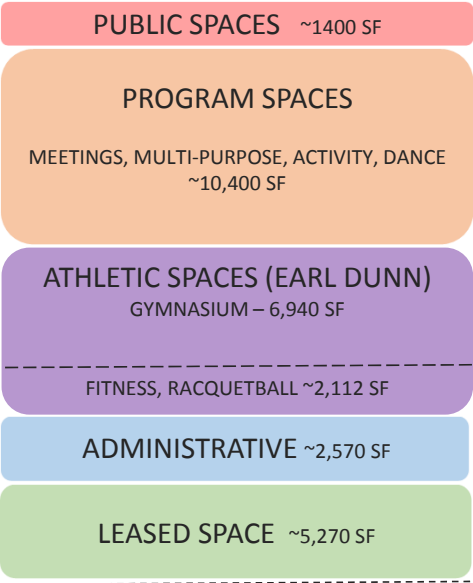 PUBLIC SPACES ~1400 SF
PROGRAM SPACES
MEETINGS, MULTI-PURPOSE, ACTIVITY, DANCE
~10,400 SF
ATHLETIC SPACES (EARL DUNN)
GYMNASIUM – 6,940 SF
FITNESS, RACQUETBALL ~2,112 SF
ADMINISTRATIVE ~2,570 SF
LEASED SPACE ~5,270 SF